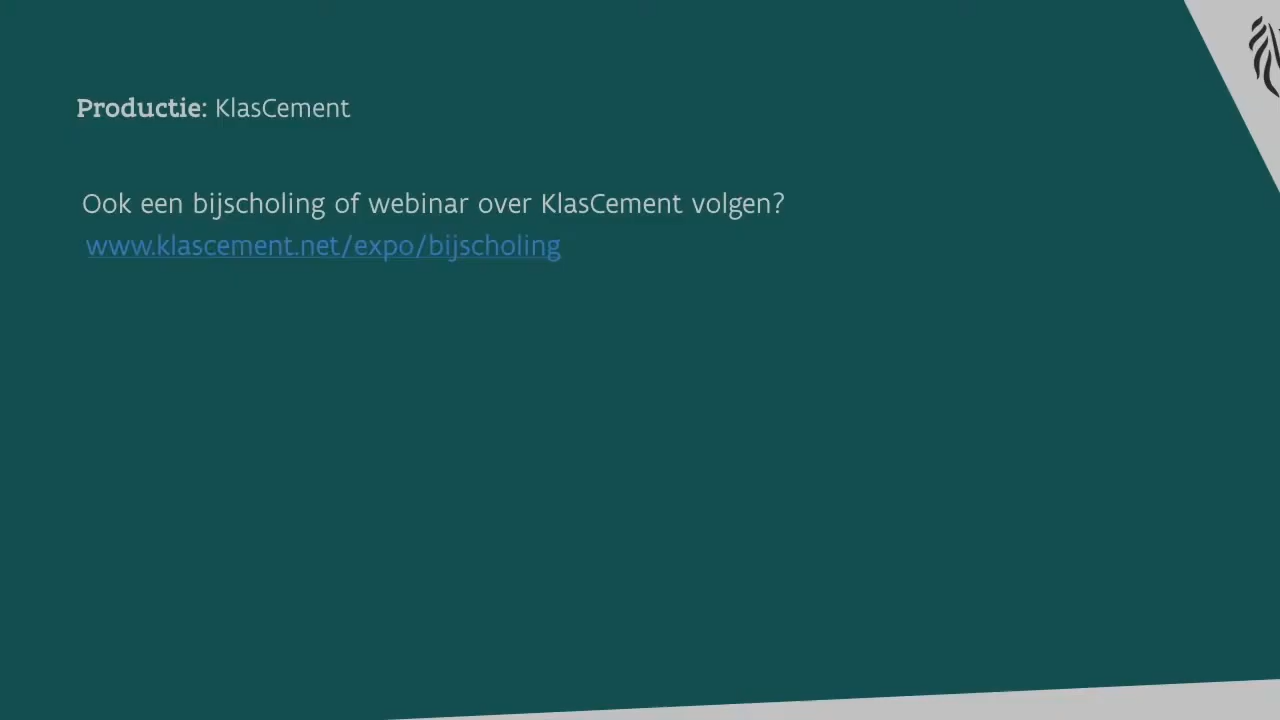 Productie: KlasCement
Ook een bijscholing of webinar over KlasCement volgen?
www.klascement.net/expo/bijscholing